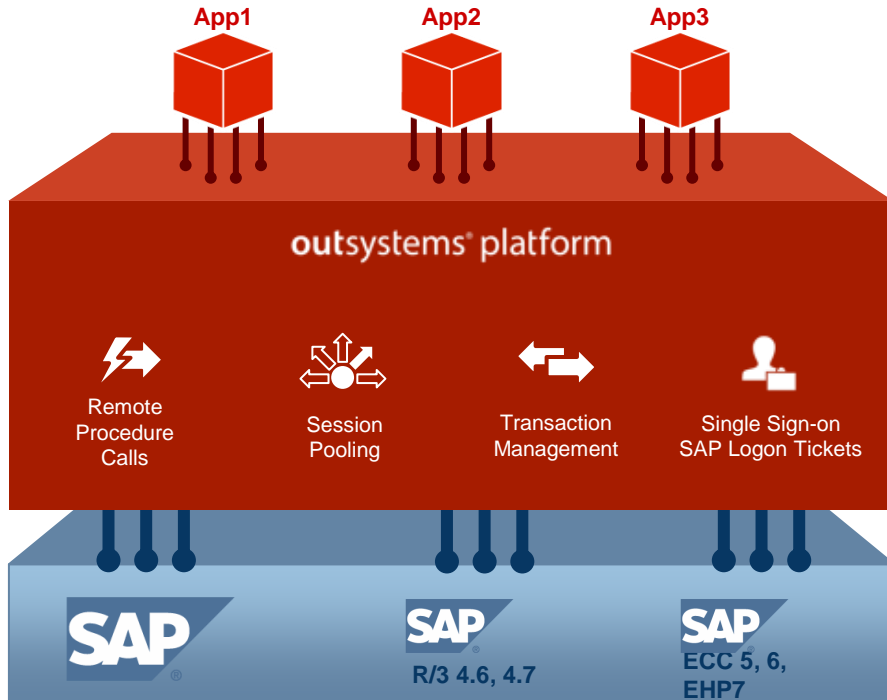 App1
App2
App3
outsystems® platform
Remote
Procedure
Calls
Session
Pooling
Transaction
Management
Single Sign-on
SAP Logon Tickets
SAP®
SAP®
R/3 4.6, 4.7
SAP®
ECC 5, 6,
EHP7